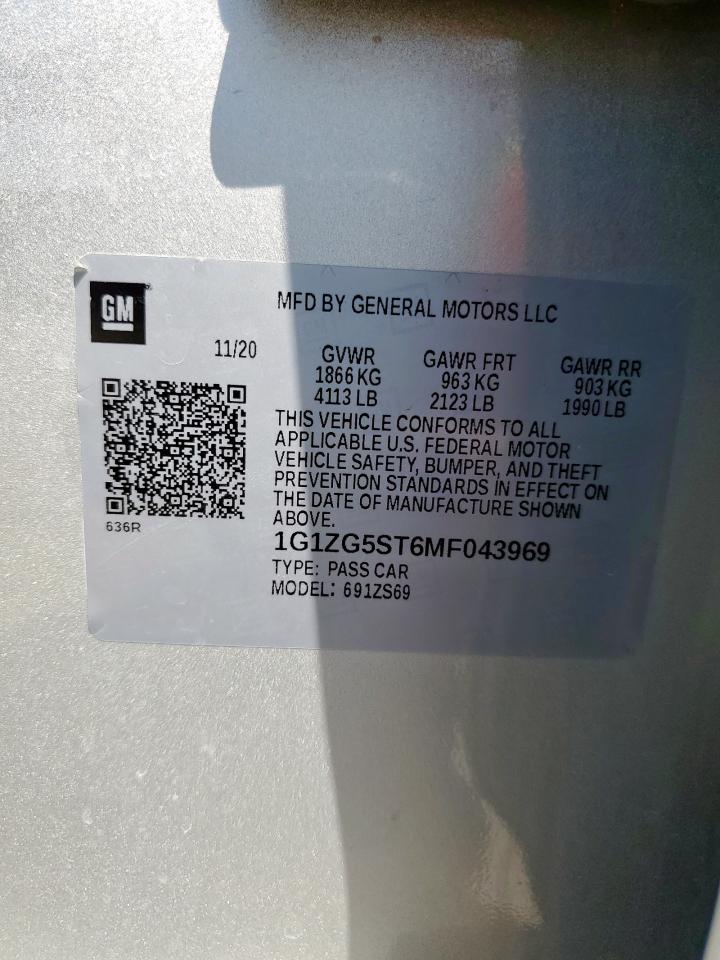 GM
MFD BY GENERAL MOTORS LLC
11/20
GVWR GAWR FRT GAWR RR
1866 KG 963 KG 903 KG
4113 LB 2123 LB 1990 LB
THIS VEHICLE CONFORMS TO ALL
APPLICABLE U.S. FEDERAL MOTOR
VEHICLE SAFETY, BUMPER, AND THEFT
PREVENTION STANDARDS IN EFFECT ON
THE DATE OF MANUFACTURE SHOWN
ABOVE.
636R
1G1ZG5ST6MF043969
TYPE: PASS CAR
MODEL: 691ZS69